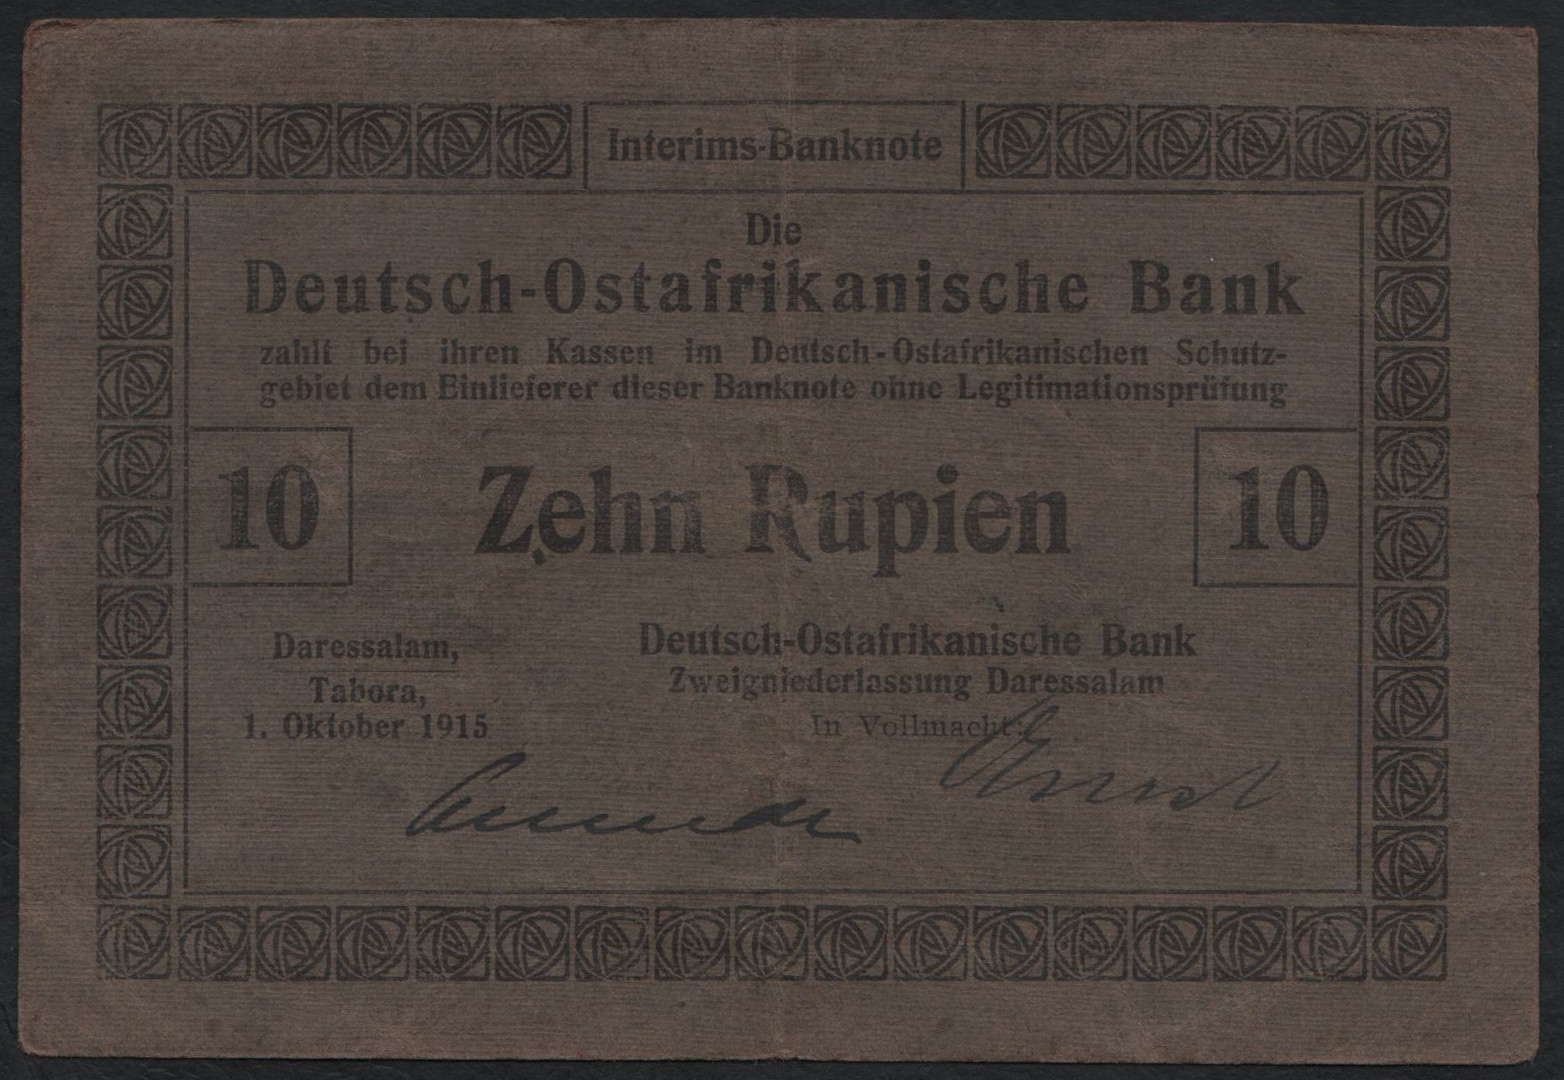 Interims-Banknote
Die
Deutsch-Ostafrikanische Bank
zahlt bei ihren Kassen im Deutsch-Ostafrikanischen Schutz-
gebiet dem Einlieferer dieser Banknote ohne Legitimationsprüfung
10 Zehn Rupien 10
Daressalam,
Tabora,
1. Oktober 1915
Deutsch-Ostafrikanische Bank
Zweigniederlassung Daressalam
In Vollmacht: